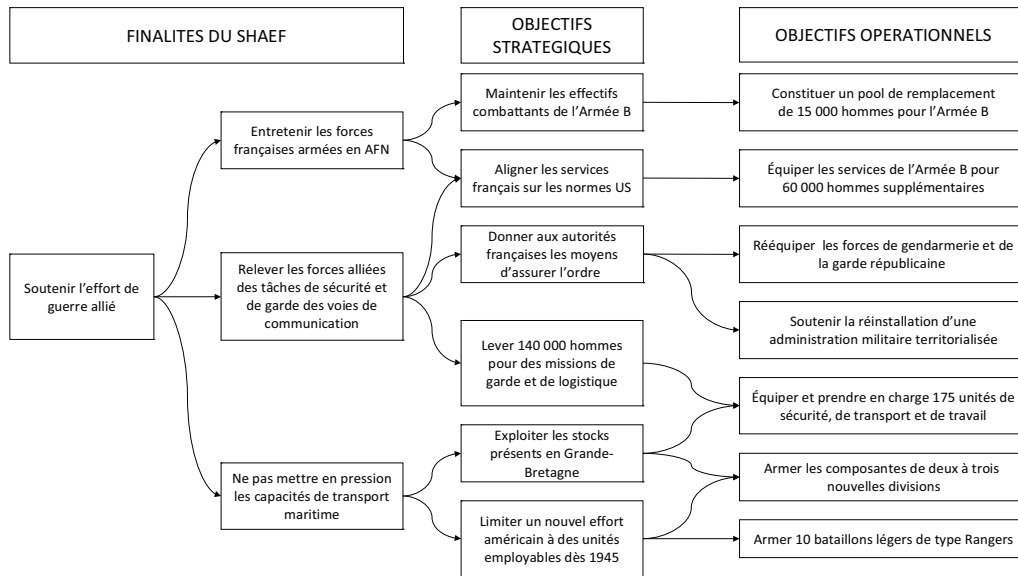 FINALITES DU SHAEF
OBJECTIFS
STRATEGIQUES
OBJECTIFS OPERATIONNELS
Soutenir l’effort de
guerre allié
Entretenir les forces
françaises armées en AFN
Relever les forces alliées
des tâches de sécurité et
de garde des voies de
communication
Ne pas mettre en pression
les capacités de transport
maritime
Maintenir les effectifs
combattants de l’Armée B
Aligner les services
français sur les normes US
Donner aux autorités
françaises les moyens
d’assurer l’ordre
Lever 140 000 hommes
pour des missions de
garde et de logistique
Exploiter les stocks
présents en Grande-
Bretagne
Limiter un nouvel effort
américain à des unités
employables dès 1945
Constituer un pool de remplacement
de 15 000 hommes pour l’Armée B
Équiper les services de l’Armée B pour
60 000 hommes supplémentaires
Rééquiper les forces de gendarmerie et de
la garde républicaine
Soutenir la réinstallation d’une
administration militaire territorialisée
Équiper et prendre en charge 175 unités de
sécurité, de transport et de travail
Armer les composantes de deux à trois
nouvelles divisions
Armer 10 bataillons légers de type Rangers